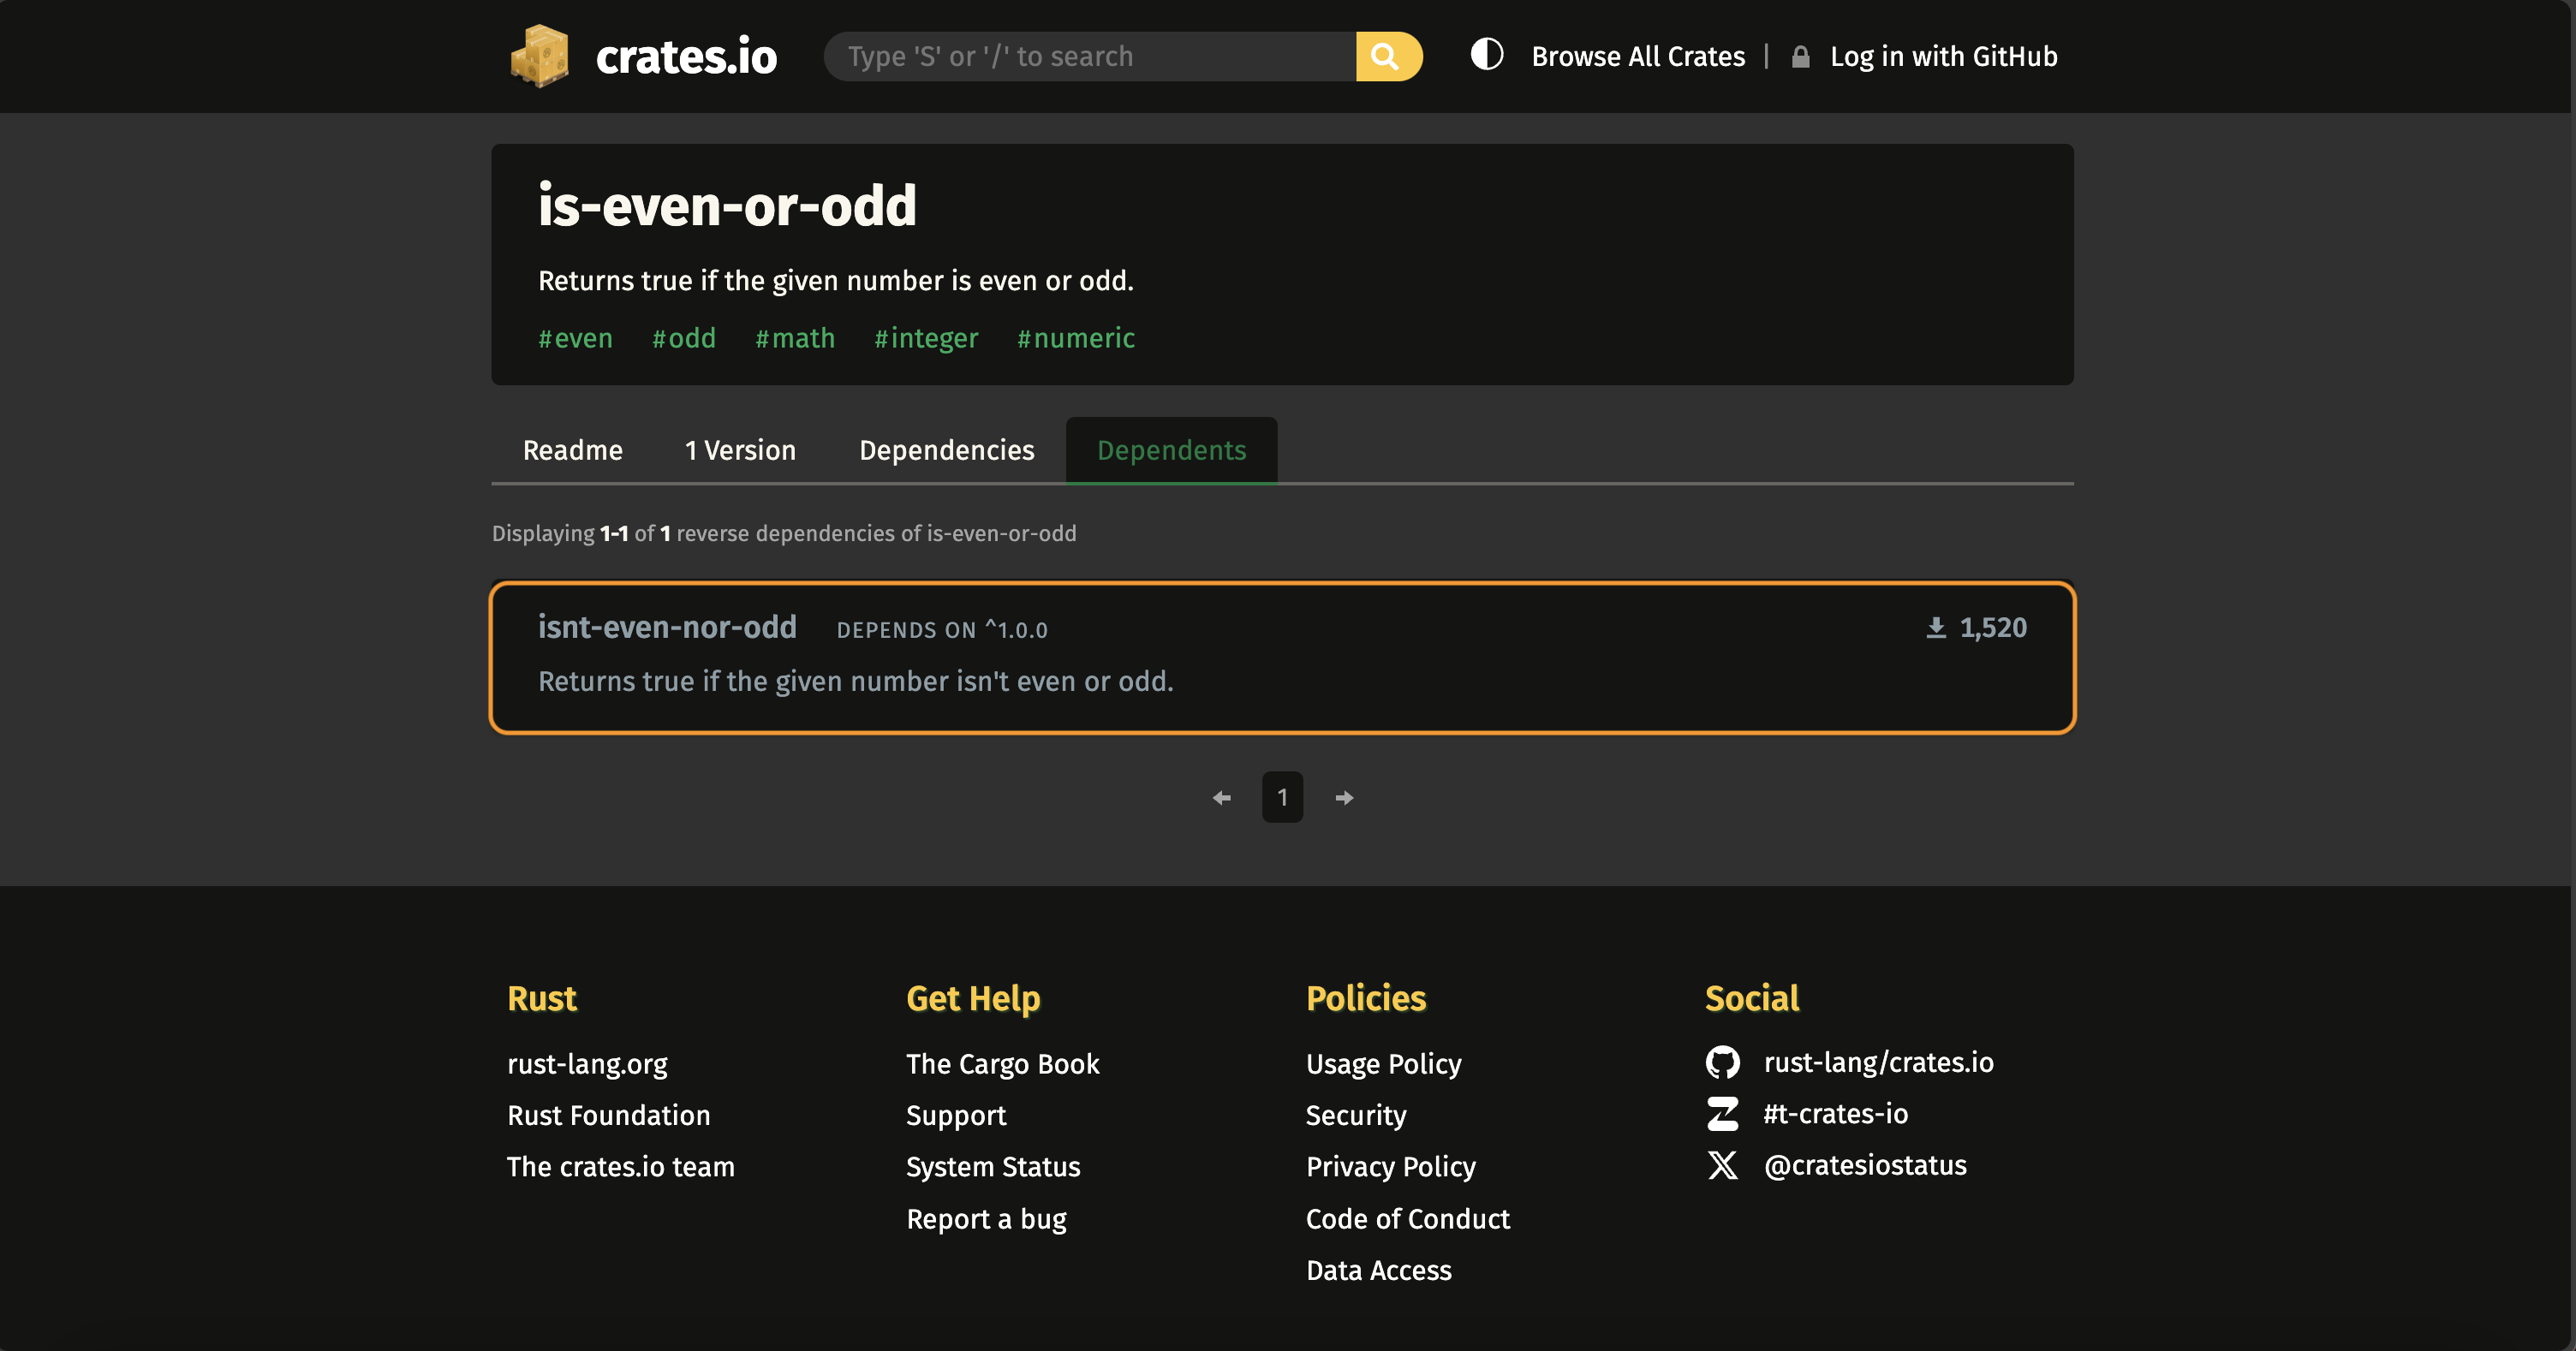 crates.io
Type 'S' or '/' to search
Browse All Crates | Log in with GitHub
is-even-or-odd
Returns true if the given number is even or odd.
#even #odd #math #integer #numeric
Readme 1 Version Dependencies Dependents
Displaying 1-1 of 1 reverse dependencies of is-even-or-odd
isnt-even-nor-odd DEPENDS ON ^1.0.0 1,520
Returns true if the given number isn't even or odd.
1
Rust
rust-lang.org
Rust Foundation
The crates.io team
Get Help
The Cargo Book
Support
System Status
Report a bug
Policies
Usage Policy
Security
Privacy Policy
Code of Conduct
Data Access
Social
rust-lang/crates.io
#t-crates-io
@cratesiostatus